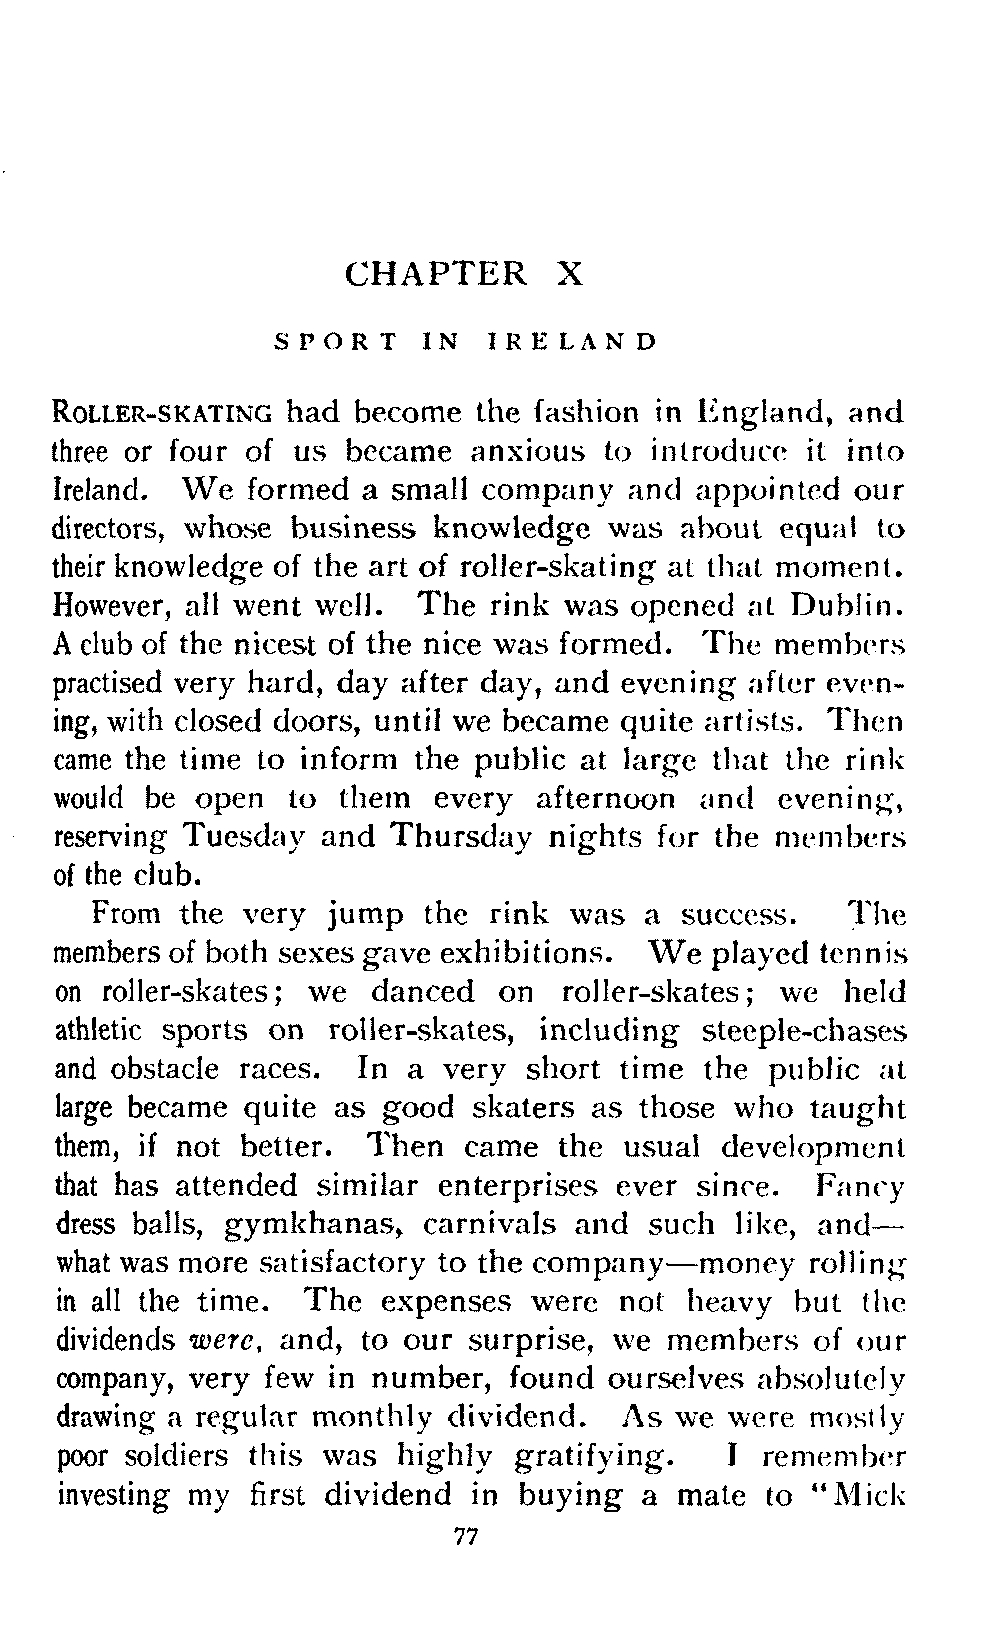 CHAPTER X
SPORT IN IRELAND
ROLLER-SKATING had become the fashion in England, and
three or four of us became anxious to introduce it into
Ireland. We formed a small company and appointed our
directors, whose business knowledge was about equal to
their knowledge of the art of roller-skating at that moment.
However, all went well. The rink was opened at Dublin.
A club of the nicest of the nice was formed. The members
practised very hard, day after day, and evening after even-
ing, with closed doors, until we became quite artists. Then
came the time to inform the public at large that the rink
would be open to them every afternoon and evening,
reserving Tuesday and Thursday nights for the members
of the club.
From the very jump the rink was a success. The
members of both sexes gave exhibitions. We played tennis
on roller-skates; we danced on roller-skates; we held
athletic sports on roller-skates, including steeple-chases
and obstacle races. In a very short time the public at
large became quite as good skaters as those who taught
them, if not better. Then came the usual development
that has attended similar enterprises ever since. Fancy
dress balls, gymkhanas, carnivals and such like, and—
what was more satisfactory to the company—money rolling
in all the time. The expenses were not heavy but the
dividends were, and, to our surprise, we members of our
company, very few in number, found ourselves absolutely
drawing a regular monthly dividend. As we were mostly
poor soldiers this was highly gratifying. I remember
investing my first dividend in buying a mate to "Mick
77